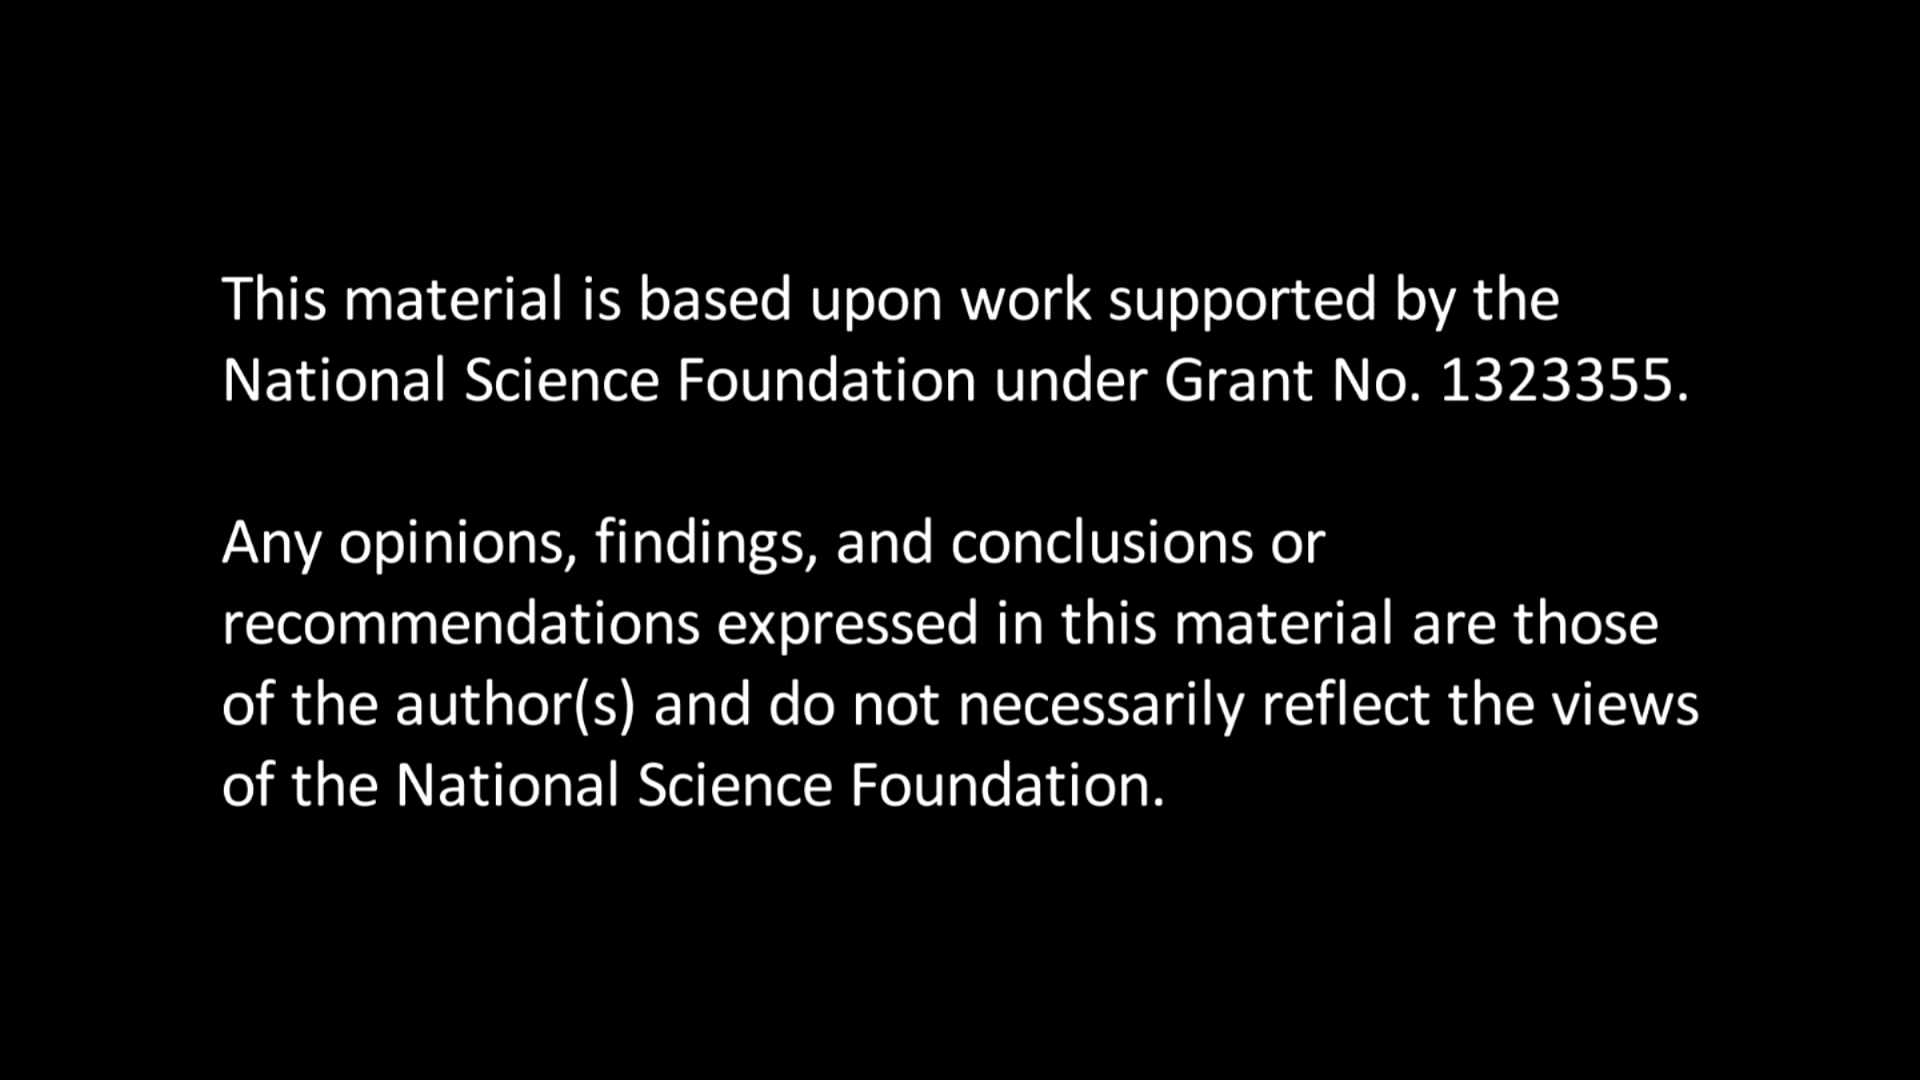 This material is based upon work supported by the
National Science Foundation under Grant No. 1323355.
Any opinions, findings, and conclusions or
recommendations expressed in this material are those
of the author(s) and do not necessarily reflect the views
of the National Science Foundation.